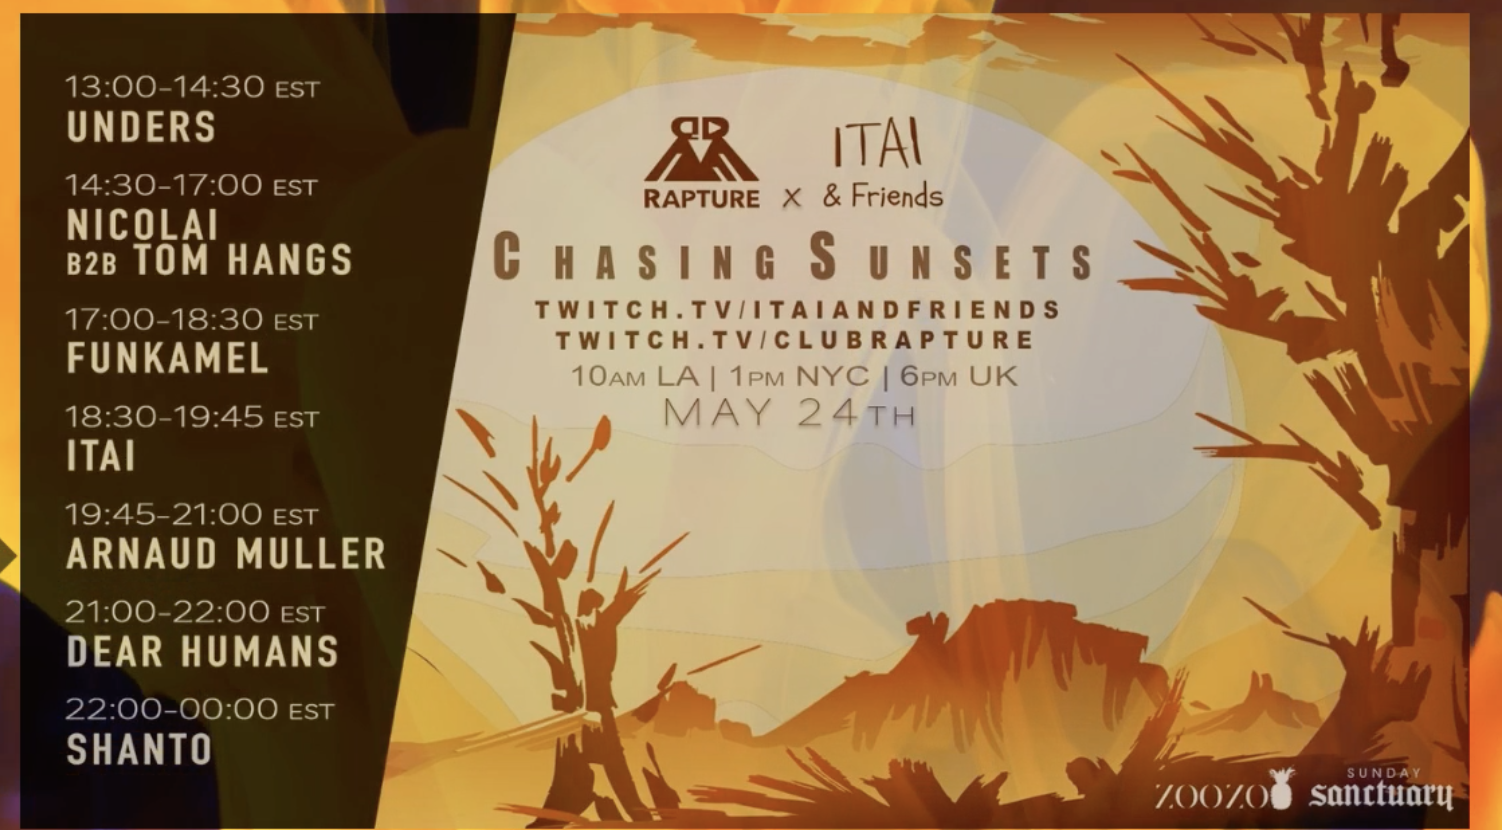 13:00-14:30 EST
UNDERS
14:30-17:00 EST
NICOLAI
B2B TOM HANGS
17:00-18:30 EST
FUNKAMEL
18:30-19:45 EST
ITAI
19:45-21:00 EST
ARNAUD MULLER
21:00-22:00 EST
DEAR HUMANS
22:00-00:00 EST
SHANTO
RAPTURE x ITAI & Friends
CHASING SUNSETS
TWITCH.TV/ITAIANDFRIENDS
TWITCH.TV/CLUBRAPTURE
10AM LA | 1PM NYC | 6PM UK
MAY 24TH
ZOOZO
SUNDAY
sanctuary